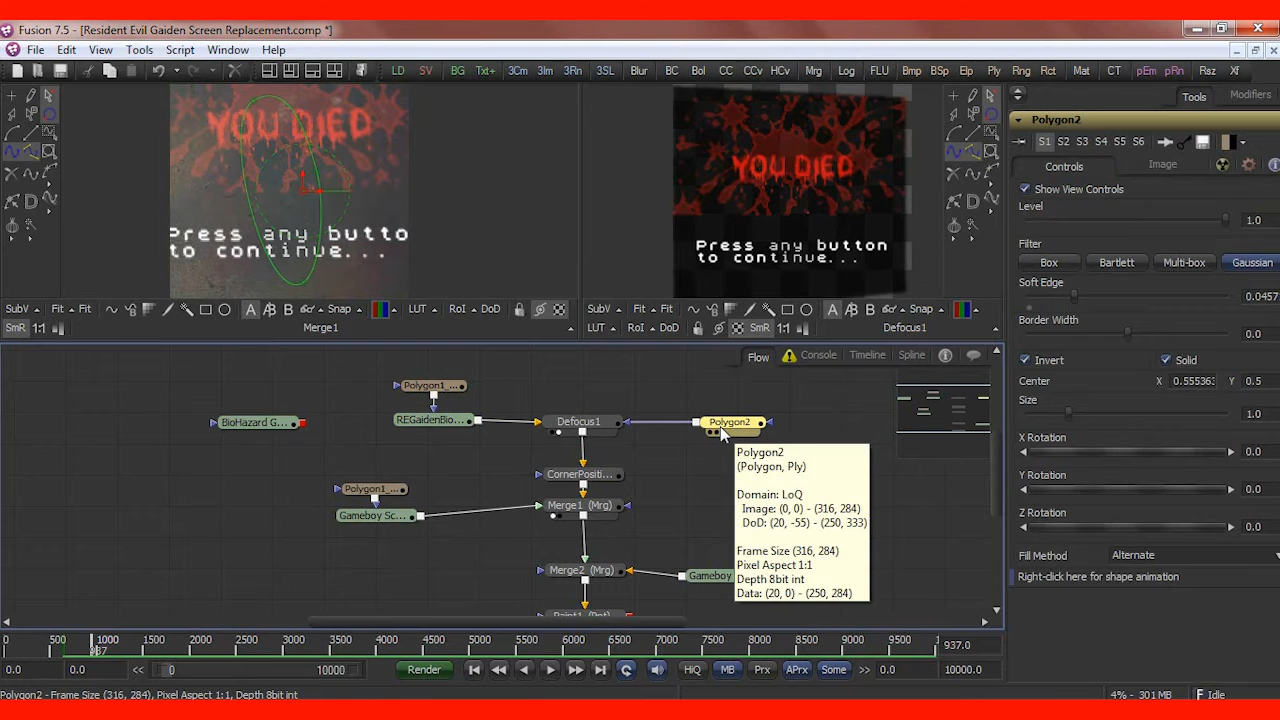 Fusion 7.5 - [Resident Evil Gaiden Screen Replacement.comp *]
File Edit View Tools Script Window Help
LD SV BG Txt+ 3Cm 3Im 3Rn 3SL Blur BC Bol CC CCv HCv Mrg Log FLU Bmp BSp Elp Ply Rng Rct Mat CT pEm pRn Rsz Xf
Tools Modifiers
Polygon2
S1 S2 S3 S4 S5 S6
Controls Image
Show View Controls
Level
1.0
Filter
Box Bartlett Multi-box Gaussian
Soft Edge
0.0457
Border Width
0.0
Invert Solid
Center X 0.55536 Y 0.5
Size
1.0
X Rotation
0.0
Y Rotation
0.0
Z Rotation
0.0
Fill Method Alternate
Right-click here for shape animation
YOU DIED
Press any butto
to continue...
YOU DIED
Press any button
to continue...
SubV Fit Fit A B Snap LUT RoI DoD
SmR 1:1 Merge1
SubV Fit Fit A B Snap
LUT RoI DoD SmR 1:1 Defocus1
Flow Console Timeline Spline
Polygon1_...
BioHazard G... REGaidenBio... Defocus1 Polygon2
CornerPositi...
Polygon1_...
Gameboy Sc... Merge1 (Mrg)
Merge2 (Mrg) Gameboy
Paint1 (Pnt)
Polygon2
(Polygon, Ply)
Domain: LoQ
Image: (0, 0) - (316, 284)
DoD: (20, -55) - (250, 333)
Frame Size (316, 284)
Pixel Aspect 1:1
Depth 8bit int
Data: (20, 0) - (250, 284)
0 500 1000 1500 2000 2500 3000 3500 4000 4500 5000 5500 6000 6500 7000 7500 8000 8500 9000 9500
937 937.0
0.0 0.0 << 0 10000 Render HiQ MB Prx APrx Some >> 0.0 10000.0
Polygon2 - Frame Size (316, 284), Pixel Aspect 1:1, Depth 8bit int 4% - 301 MB Idle